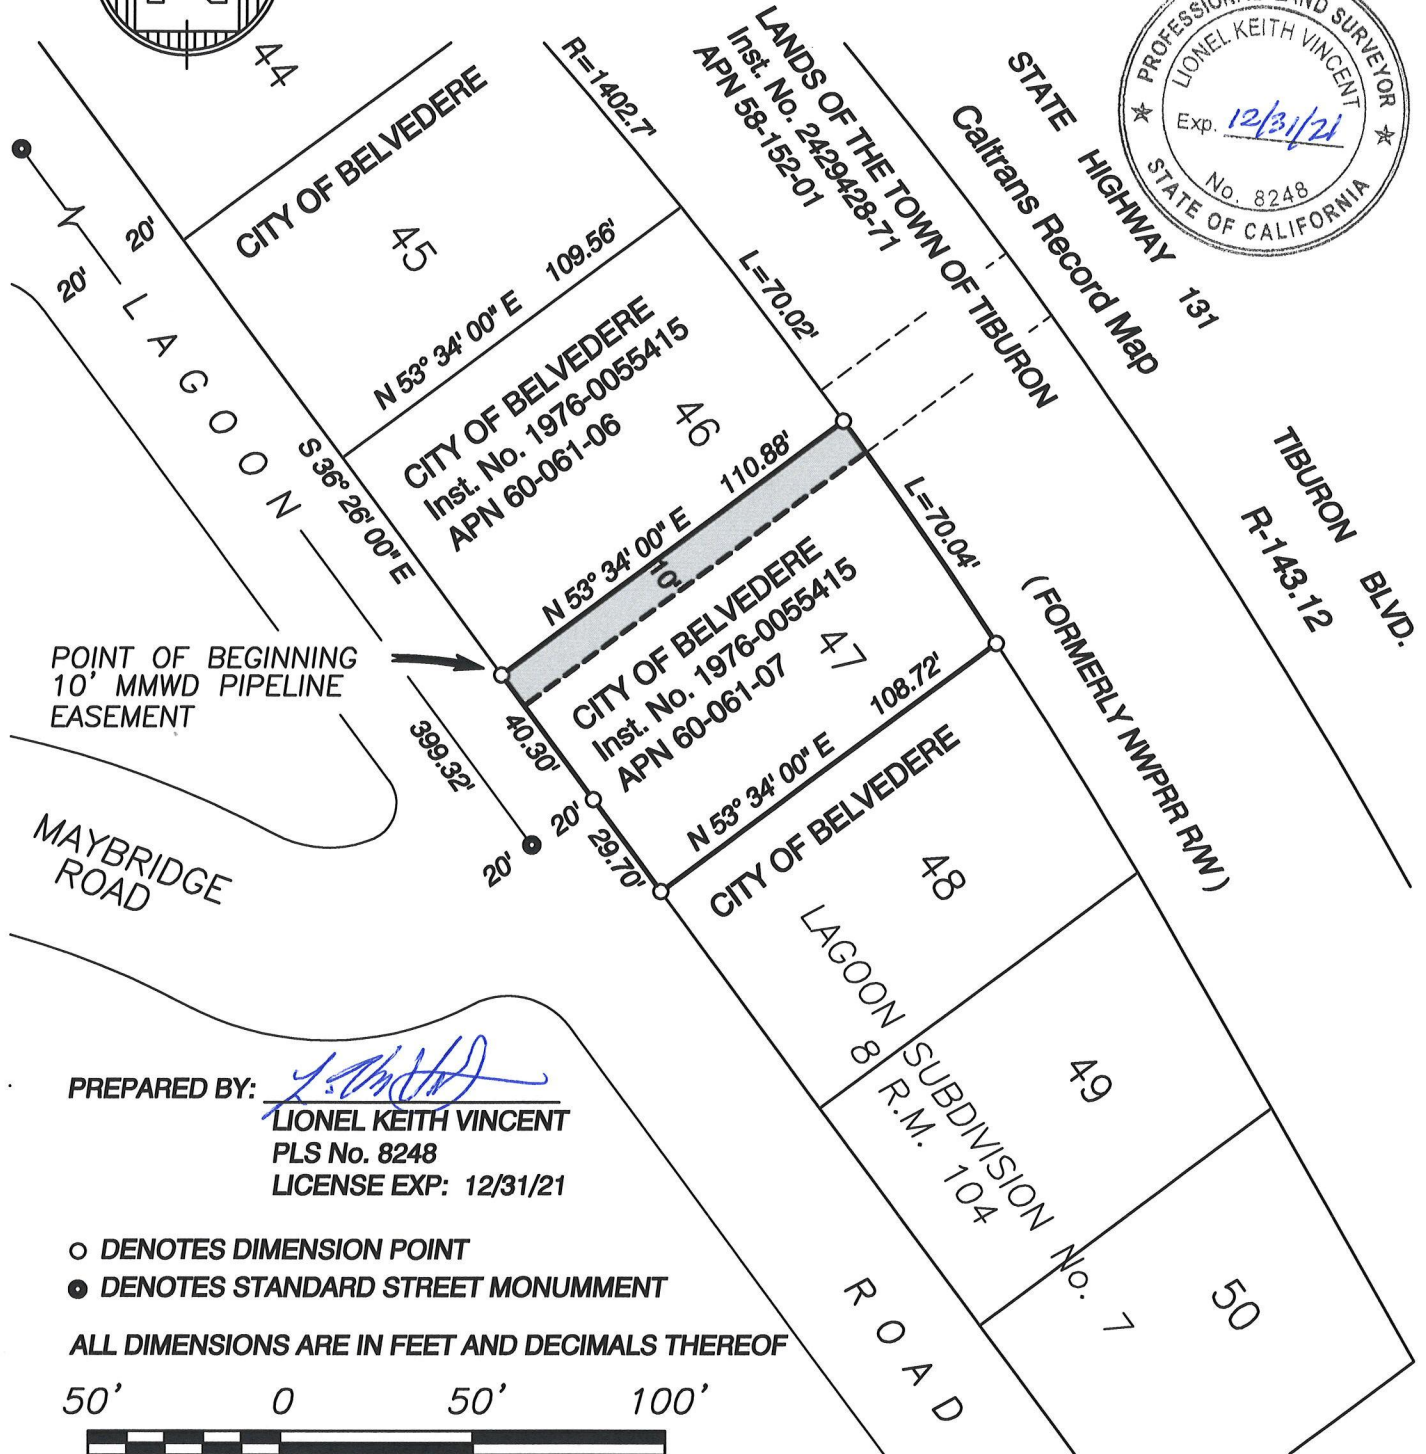 44
R=1402.7'
LANDS OF THE TOWN OF TIBURON
Inst. No. 2429428-71
APN 58-152-01
STATE HIGHWAY 131
Caltrans Record Map
PROFESSIONAL LAND SURVEYOR
LIONEL KEITH VINCENT
Exp. 12/31/21
No. 8248
STATE OF CALIFORNIA
CITY OF BELVEDERE
45
20'
20'
LAGOON
N 53° 34' 00" E 109.56'
L=70.02'
CITY OF BELVEDERE
Inst. No. 1976-0055415
APN 60-061-06
46
S 36° 26' 00" E
N 53° 34' 00" E 110.88'
10'
L=70.04'
TIBURON BLVD.
R-143.12
(FORMERLY NWPRR R/W)
POINT OF BEGINNING
10' MMWD PIPELINE
EASEMENT
CITY OF BELVEDERE
Inst. No. 1976-0055415
APN 60-061-07
47
40.30'
399.32'
20'
20'
29.70'
N 53° 34' 00" E 108.72'
CITY OF BELVEDERE
48
MAYBRIDGE
ROAD
LAGOON SUBDIVISION No. 7
8 R.M. 104
49
50
ROAD
PREPARED BY:
LIONEL KEITH VINCENT
PLS No. 8248
LICENSE EXP: 12/31/21
DENOTES DIMENSION POINT
DENOTES STANDARD STREET MONUMMENT
ALL DIMENSIONS ARE IN FEET AND DECIMALS THEREOF
50' 0 50' 100'